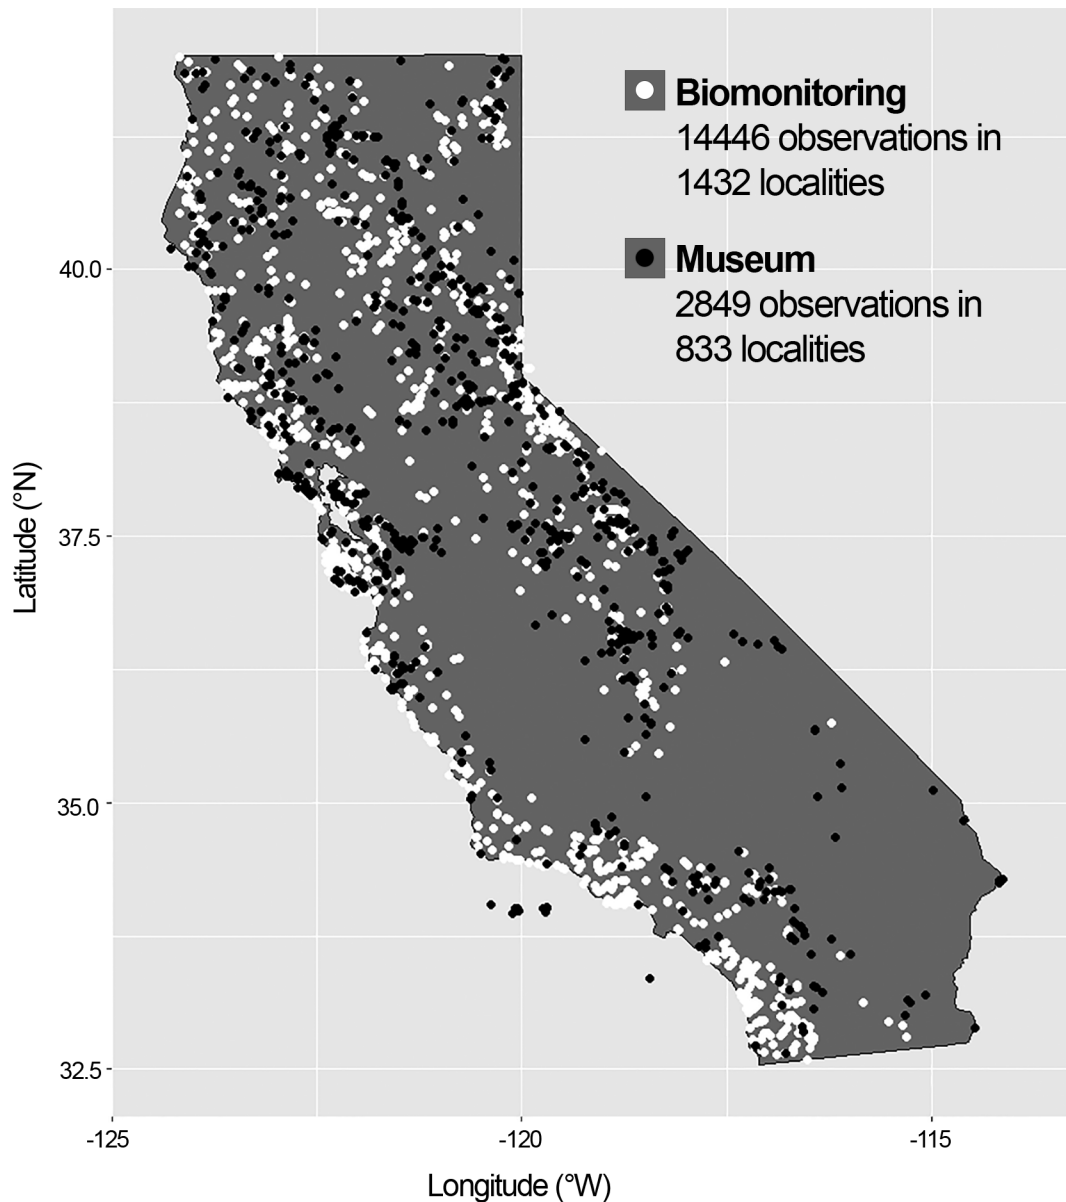 Biomonitoring
14446 observations in
1432 localities
Museum
2849 observations in
833 localities
Latitude (°N)
40.0
37.5
35.0
32.5
-125
-120
-115
Longitude (°W)